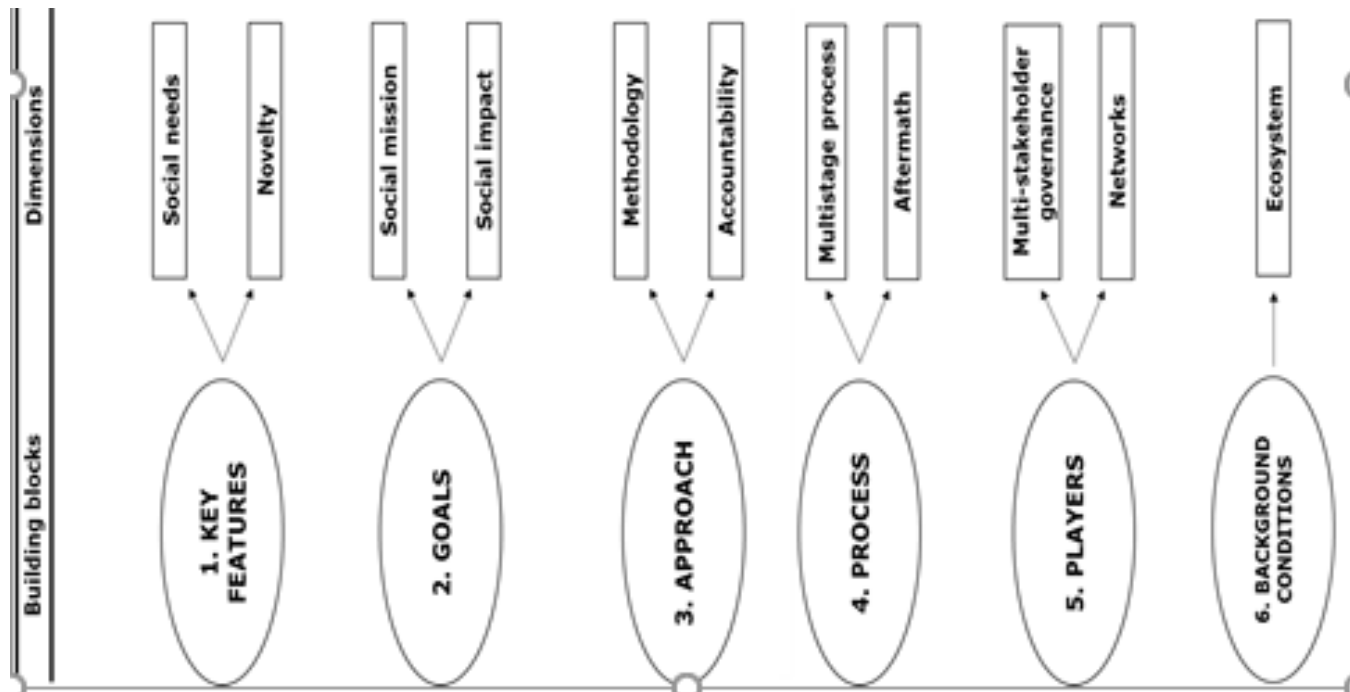 Building blocks
Dimensions
1. KEY
FEATURES
Social needs
Novelty
2. GOALS
Social mission
Social impact
3. APPROACH
Methodology
Accountability
4. PROCESS
Multistage process
Aftermath
5. PLAYERS
Multi-stakeholder
governance
Networks
6. BACKGROUND
CONDITIONS
Ecosystem